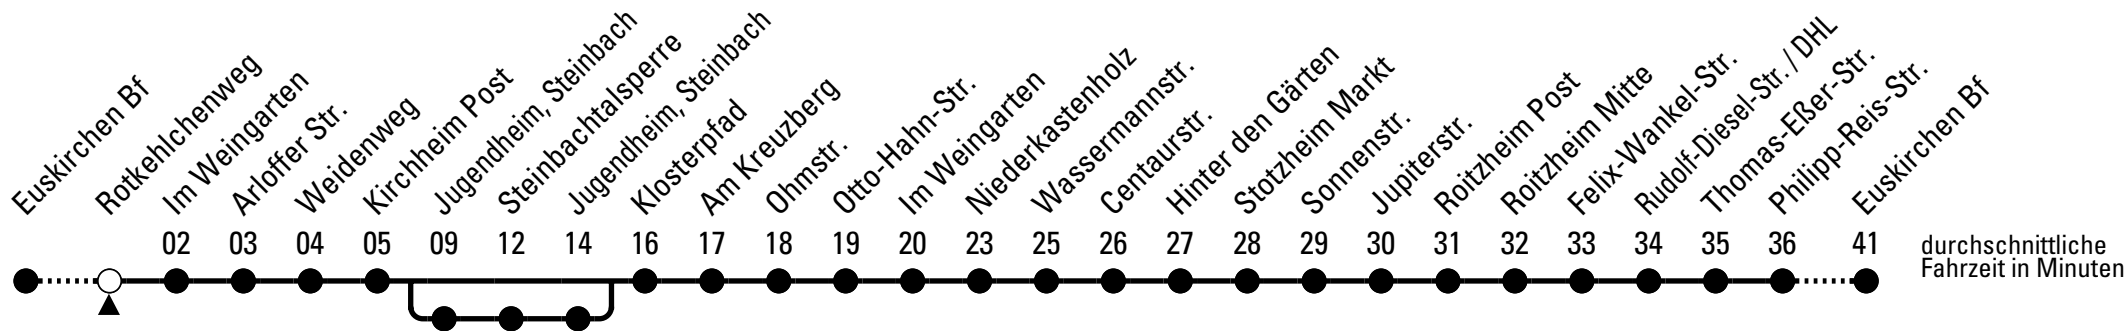 Euskirchen Bf
Rotkehlchenweg
Im Weingarten
Arloffer Str.
Weidenweg
Kirchheim Post
Jugendheim, Steinbach
Steinbachtalsperre
Jugendheim, Steinbach
Klosterpfad
Am Kreuzberg
Ohmstr.
Otto-Hahn-Str.
Im Weingarten
Niederkastenholz
Wassermannstr.
Centaurstr.
Hinter den Gärten
Stotzheim Markt
Sonnenstr.
Jupiterstr.
Roitzheim Post
Roitzheim Mitte
Felix-Wankel-Str.
Rudolf-Diesel-Str. / DHL
Thomas-Eßer-Str.
Philipp-Reis-Str.
Euskirchen Bf
02 03 04 05 09 12 14 16 17 18 19 20 23 25 26 27 28 29 30 31 32 33 34 35 36 41
durchschnittliche
Fahrzeit in Minuten